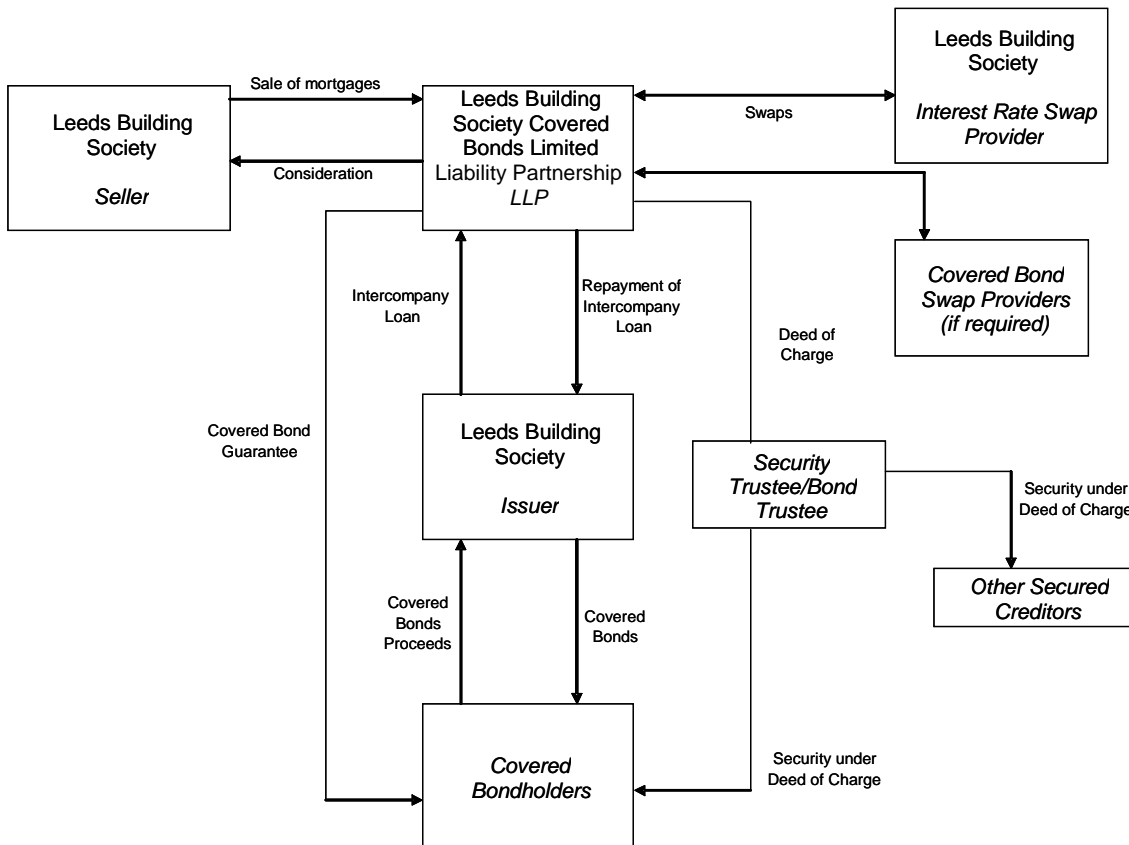 Leeds Building
Society
Seller
Sale of mortgages
Consideration
Leeds Building
Society Covered
Bonds Limited
Liability Partnership
LLP
Swaps
Leeds Building
Society
Interest Rate Swap
Provider
Covered Bond
Swap Providers
(if required)
Intercompany
Loan
Repayment of
Intercompany
Loan
Deed of
Charge
Covered Bond
Guarantee
Leeds Building
Society
Issuer
Security
Trustee/Bond
Trustee
Security under
Deed of Charge
Other Secured
Creditors
Covered
Bonds
Proceeds
Covered
Bonds
Covered
Bondholders
Security under
Deed of Charge